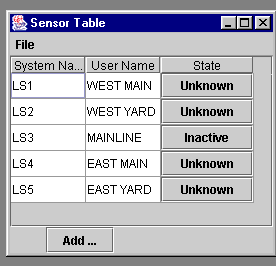 Sensor Table
File
System Na... User Name State
LS1 WEST MAIN Unknown
LS2 WEST YARD Unknown
LS3 MAINLINE Inactive
LS4 EAST MAIN Unknown
LS5 EAST YARD Unknown
Add ...